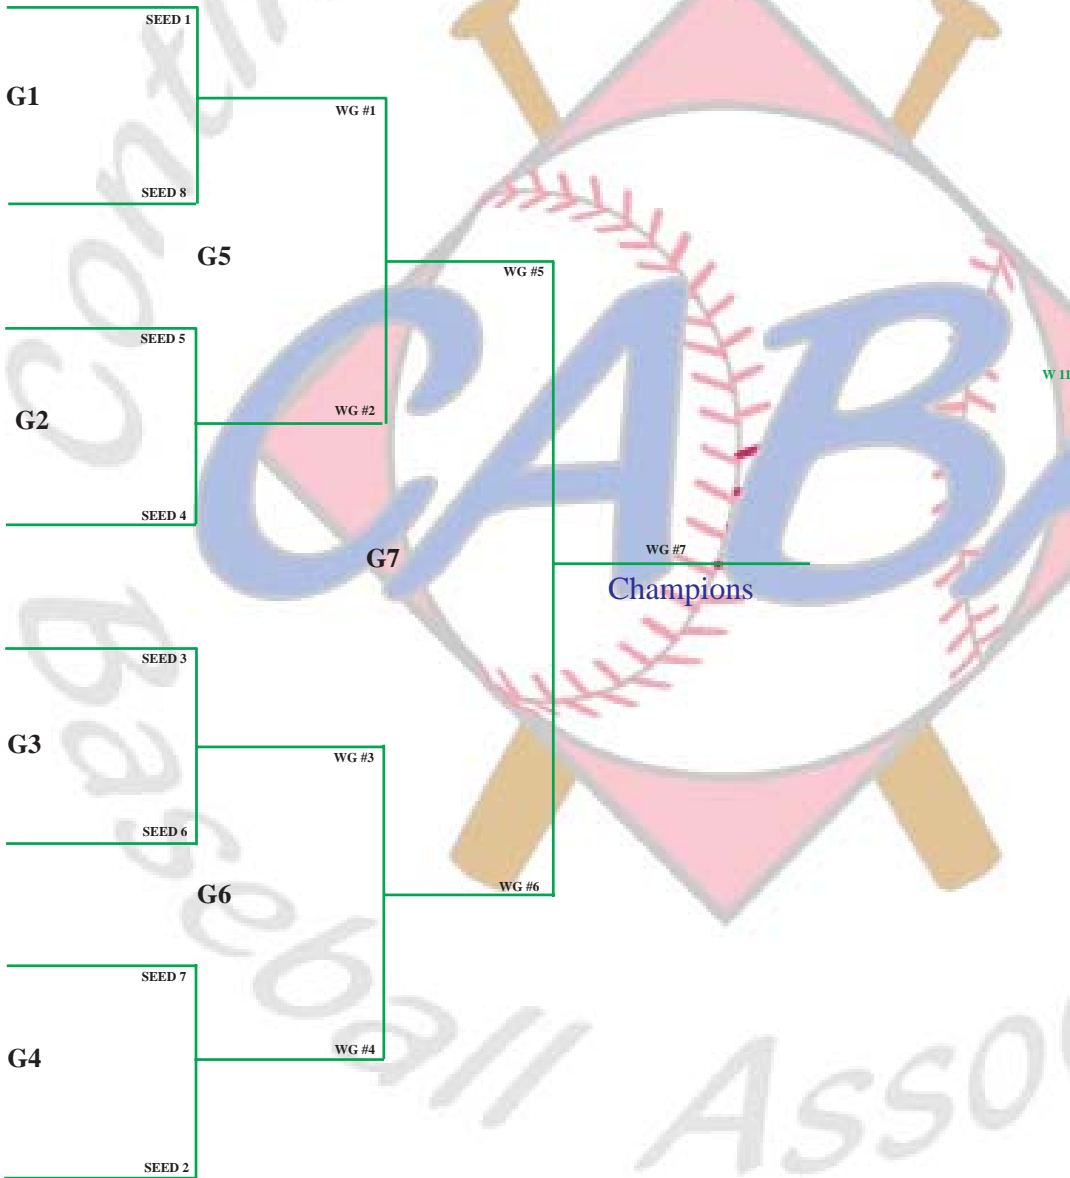 SEED 1
G1
WG #1
SEED 8
G5
WG #5
SEED 5
W 11
G2
WG #2
SEED 4
G7
WG #7
Champions
SEED 3
G3
WG #3
SEED 6
G6
WG #6
SEED 7
G4
WG #4
SEED 2
CABA
Conti
Baseball Asso